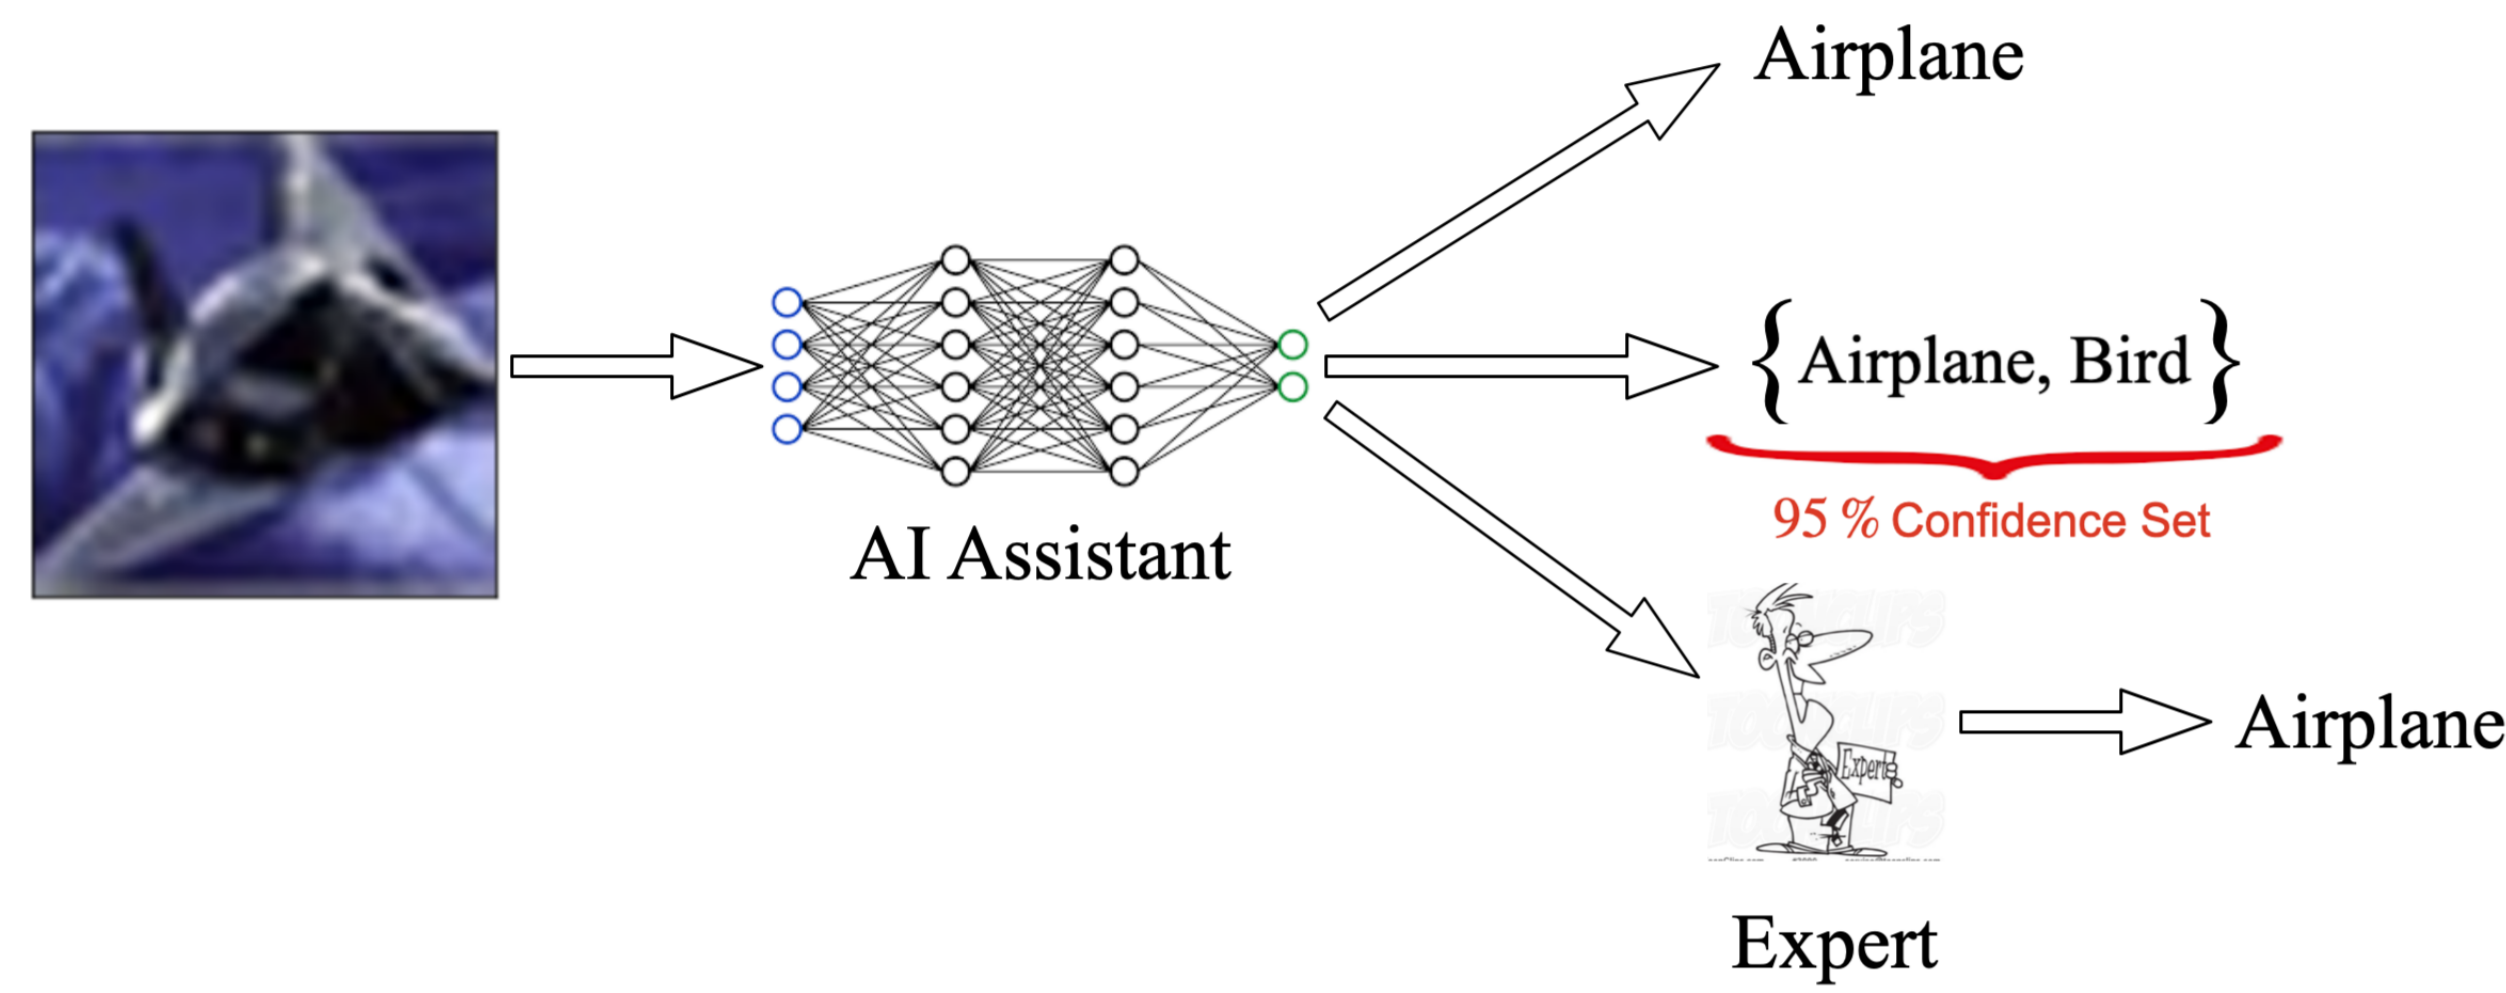 Airplane
{Airplane, Bird}
95 % Confidence Set
AI Assistant
Expert
Airplane
Expert